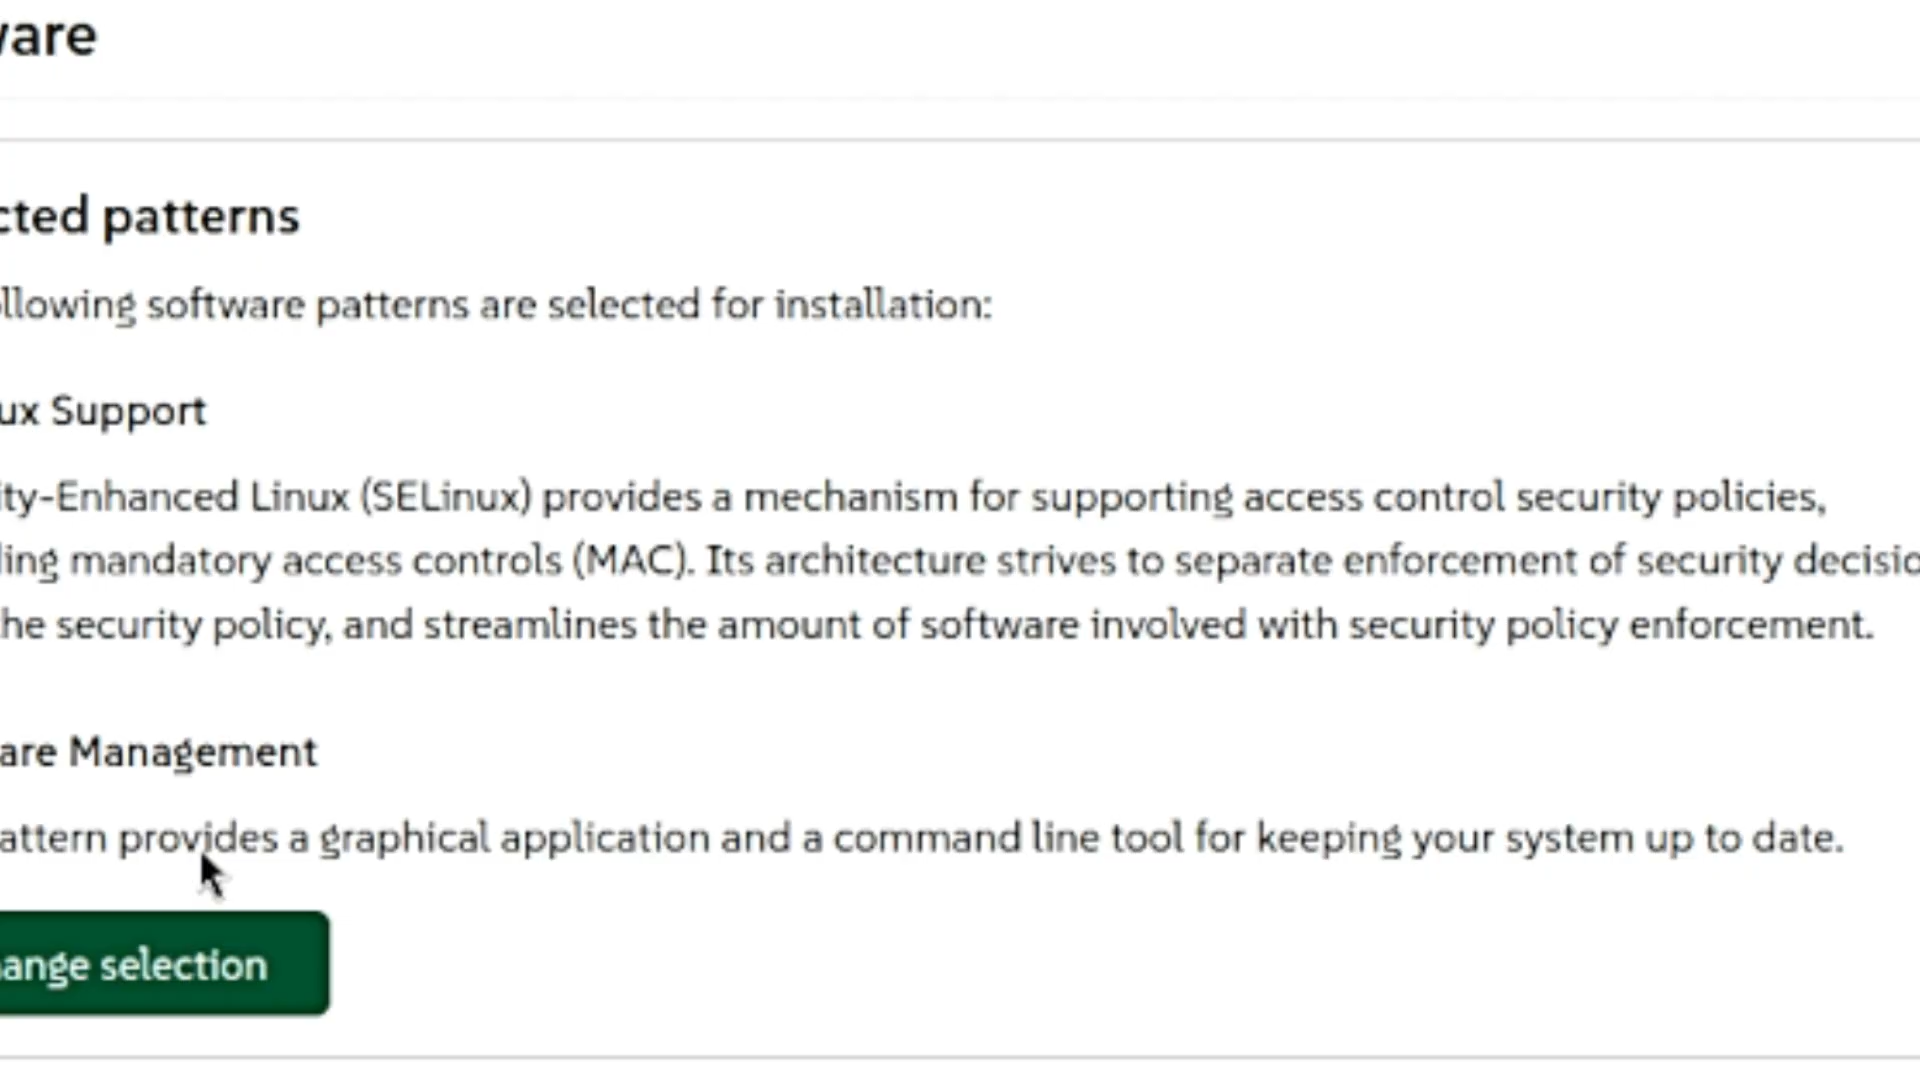 ware
cted patterns
ollowing software patterns are selected for installation:
ux Support
ity-Enhanced Linux (SELinux) provides a mechanism for supporting access control security policies,
ding mandatory access controls (MAC). Its architecture strives to separate enforcement of security decisio
the security policy, and streamlines the amount of software involved with security policy enforcement.
are Management
attern provides a graphical application and a command line tool for keeping your system up to date.
ange selection